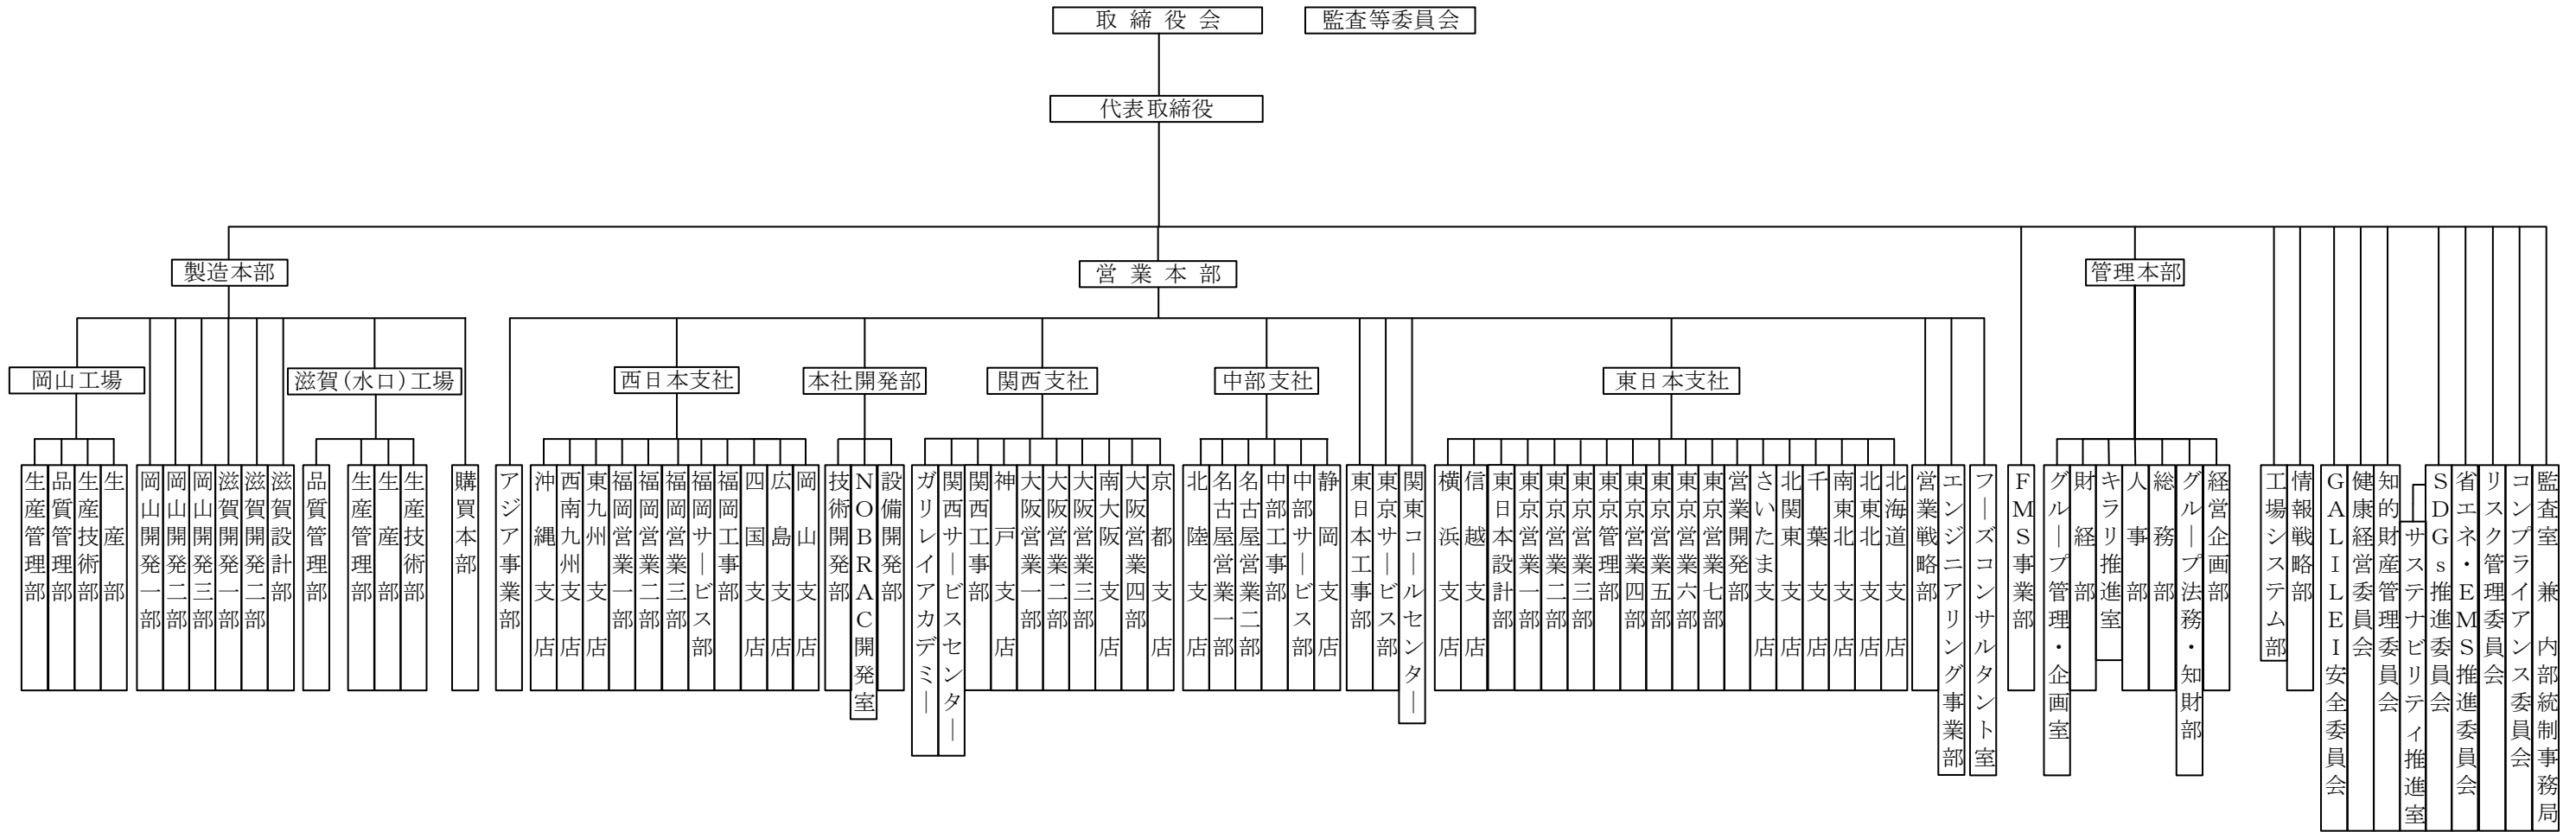 取締役会
監査等委員会
代表取締役
製造本部
営業本部
管理本部
岡山工場
滋賀(水口)工場
西日本支社
本社開発部
関西支社
中部支社
東日本支社
生産管理部
品質管理部
生産技術部
生産部
岡山開発一部
岡山開発二部
岡山開発三部
滋賀開発一部
滋賀開発二部
滋賀設計部
品質管理部
生産管理部
生産部
生産技術部
購買本部
アジア事業部
沖縄支店
西南九州支店
東九州支店
福岡営業一部
福岡営業二部
福岡営業三部
福岡サービス部
福岡工事部
四国支店
広島支店
岡山支店
技術開発部
NOBRAC開発室
設備開発部
ガリレイアカデミー
関西サービスセンター
関西工事部
神戸支店
大阪営業一部
大阪営業二部
大阪営業三部
南大阪支店
大阪営業四部
京都支店
北陸支店
名古屋営業一部
名古屋営業二部
中部工事部
中部サービス部
静岡支店
東日本工事部
東京サービス部
関東コールセンター
横浜支店
信越支店
東日本設計部
東京営業一部
東京営業二部
東京営業三部
東京管理部
東京営業四部
東京営業五部
東京営業六部
東京営業七部
営業開発部
さいたま支店
北関東支店
千葉支店
南東北支店
北東北支店
北海道支店
営業戦略部
エンジニアリング事業部
フーズコンサルタント室
FMS事業部
グループ管理・企画室
財経部
キラリ推進室
人事部
総務部
グループ法務・知財部
経営企画部
工場システム部
情報戦略部
GALILEI安全委員会
健康経営委員会
知的財産管理委員会
サステナビリティ推進室
SDGs推進委員会
省エネ・EMS推進委員会
リスク管理委員会
コンプライアンス委員会
監査室 兼 内部統制事務局